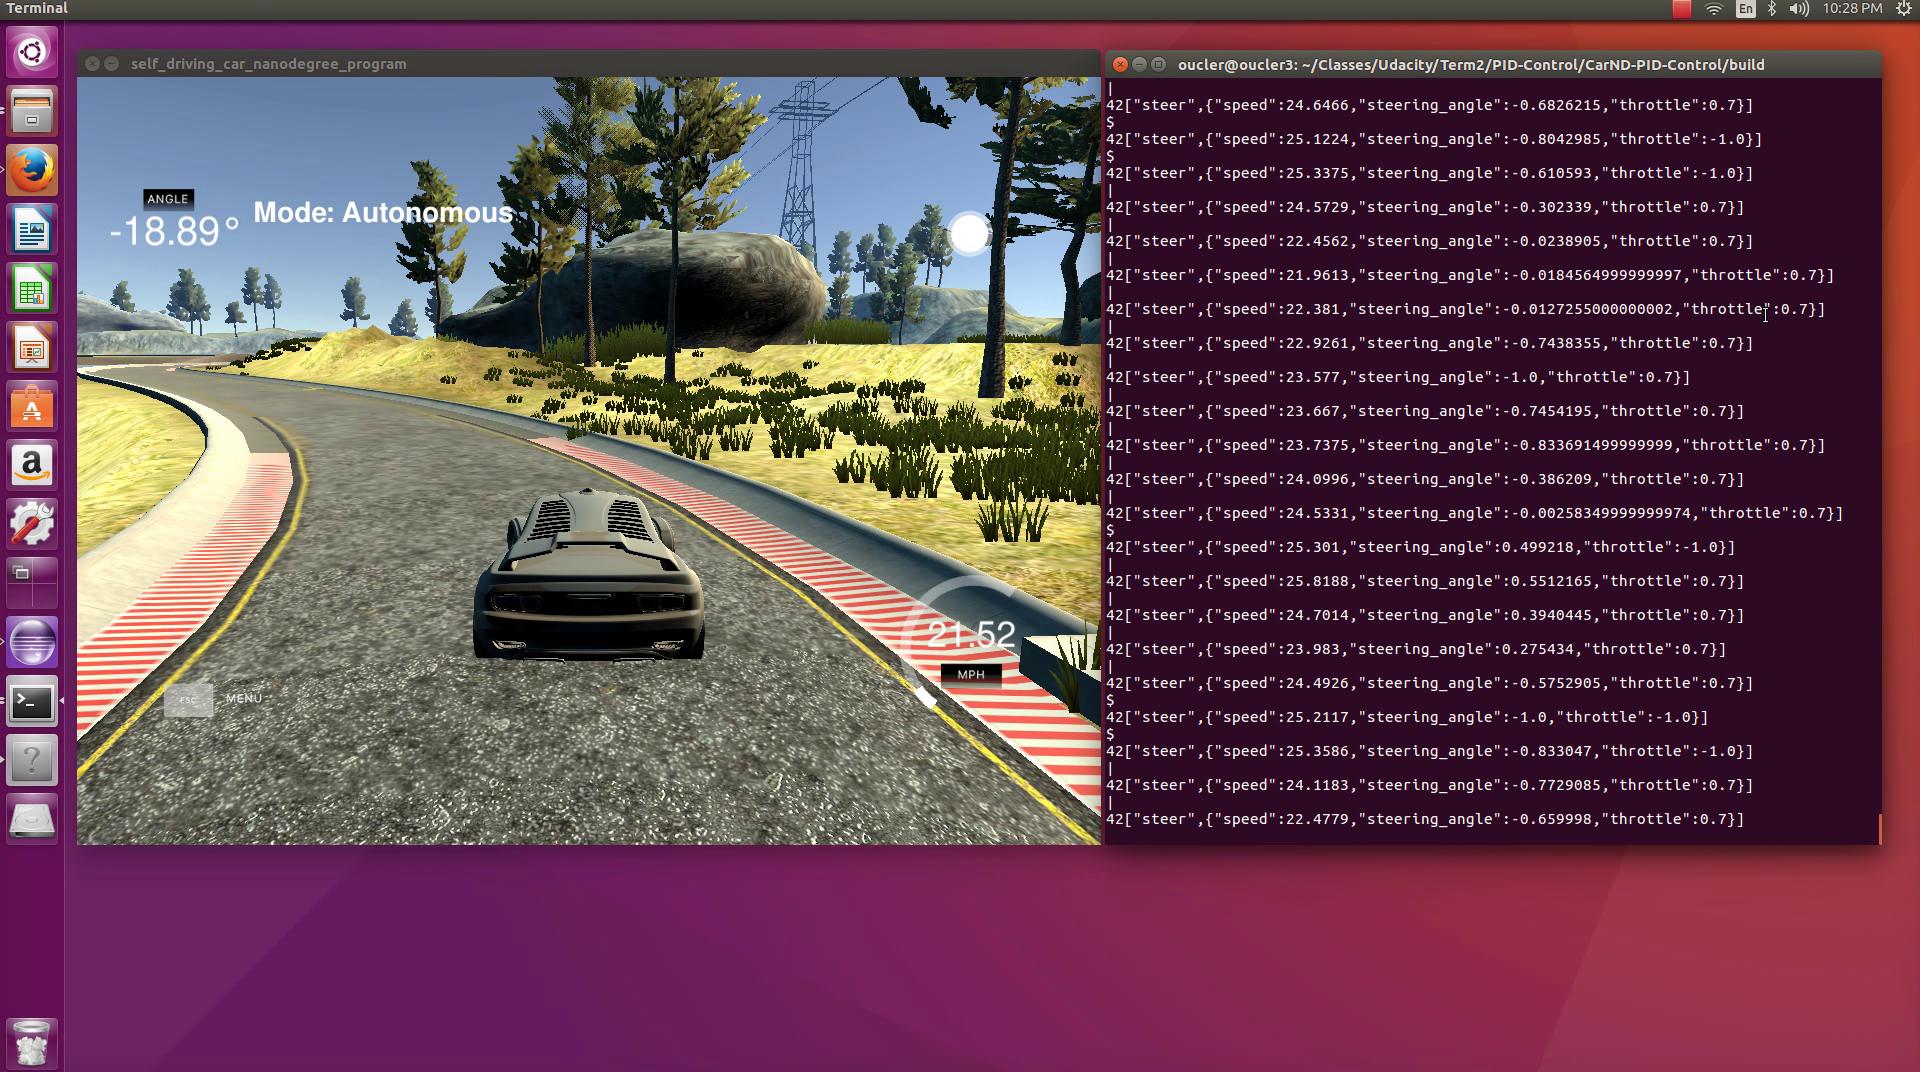 Terminal
En
10:28 PM
self_driving_car_nanodegree_program
ANGLE
-18.89°
Mode: Autonomous
21.52
MPH
ESC
MENU
a
>_
?
oucler@oucler3: ~/Classes/Udacity/Term2/PID-Control/CarND-PID-Control/build
|
42["steer",{"speed":24.6466,"steering_angle":-0.6826215,"throttle":0.7}]
$
42["steer",{"speed":25.1224,"steering_angle":-0.8042985,"throttle":-1.0}]
$
42["steer",{"speed":25.3375,"steering_angle":-0.610593,"throttle":-1.0}]
|
42["steer",{"speed":24.5729,"steering_angle":-0.302339,"throttle":0.7}]
|
42["steer",{"speed":22.4562,"steering_angle":-0.0238905,"throttle":0.7}]
|
42["steer",{"speed":21.9613,"steering_angle":-0.0184564999999997,"throttle":0.7}]
|
42["steer",{"speed":22.381,"steering_angle":-0.0127255000000002,"throttle":0.7}]
|
42["steer",{"speed":22.9261,"steering_angle":-0.7438355,"throttle":0.7}]
|
42["steer",{"speed":23.577,"steering_angle":-1.0,"throttle":0.7}]
|
42["steer",{"speed":23.667,"steering_angle":-0.7454195,"throttle":0.7}]
|
42["steer",{"speed":23.7375,"steering_angle":-0.833691499999999,"throttle":0.7}]
|
42["steer",{"speed":24.0996,"steering_angle":-0.386209,"throttle":0.7}]
|
42["steer",{"speed":24.5331,"steering_angle":-0.00258349999999974,"throttle":0.7}]
$
42["steer",{"speed":25.301,"steering_angle":0.499218,"throttle":-1.0}]
|
42["steer",{"speed":25.8188,"steering_angle":0.5512165,"throttle":0.7}]
|
42["steer",{"speed":24.7014,"steering_angle":0.3940445,"throttle":0.7}]
|
42["steer",{"speed":23.983,"steering_angle":0.275434,"throttle":0.7}]
|
42["steer",{"speed":24.4926,"steering_angle":-0.5752905,"throttle":0.7}]
$
42["steer",{"speed":25.2117,"steering_angle":-1.0,"throttle":-1.0}]
$
42["steer",{"speed":25.3586,"steering_angle":-0.833047,"throttle":-1.0}]
|
42["steer",{"speed":24.1183,"steering_angle":-0.7729085,"throttle":0.7}]
|
42["steer",{"speed":22.4779,"steering_angle":-0.659998,"throttle":0.7}]